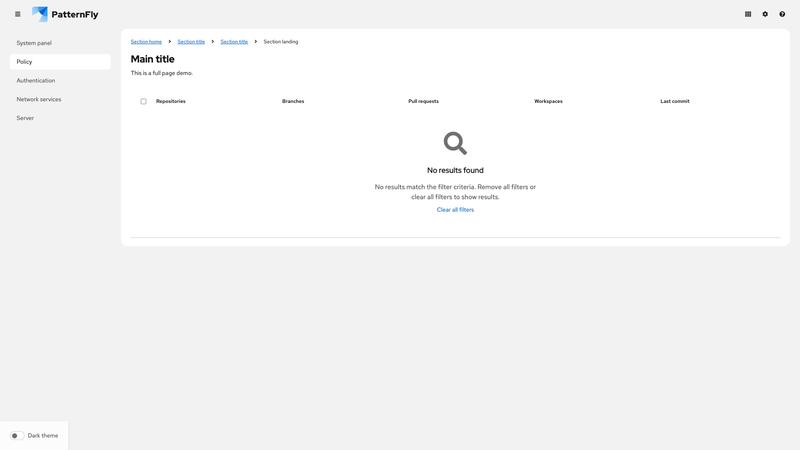 PatternFly
System panel
Policy
Authentication
Network services
Server
Section home
Section title
Section title
Section landing
Main title
This is a full page demo.
Repositories
Branches
Pull requests
Workspaces
Last commit
No results found
No results match the filter criteria. Remove all filters or
clear all filters to show results.
Clear all filters
Dark theme